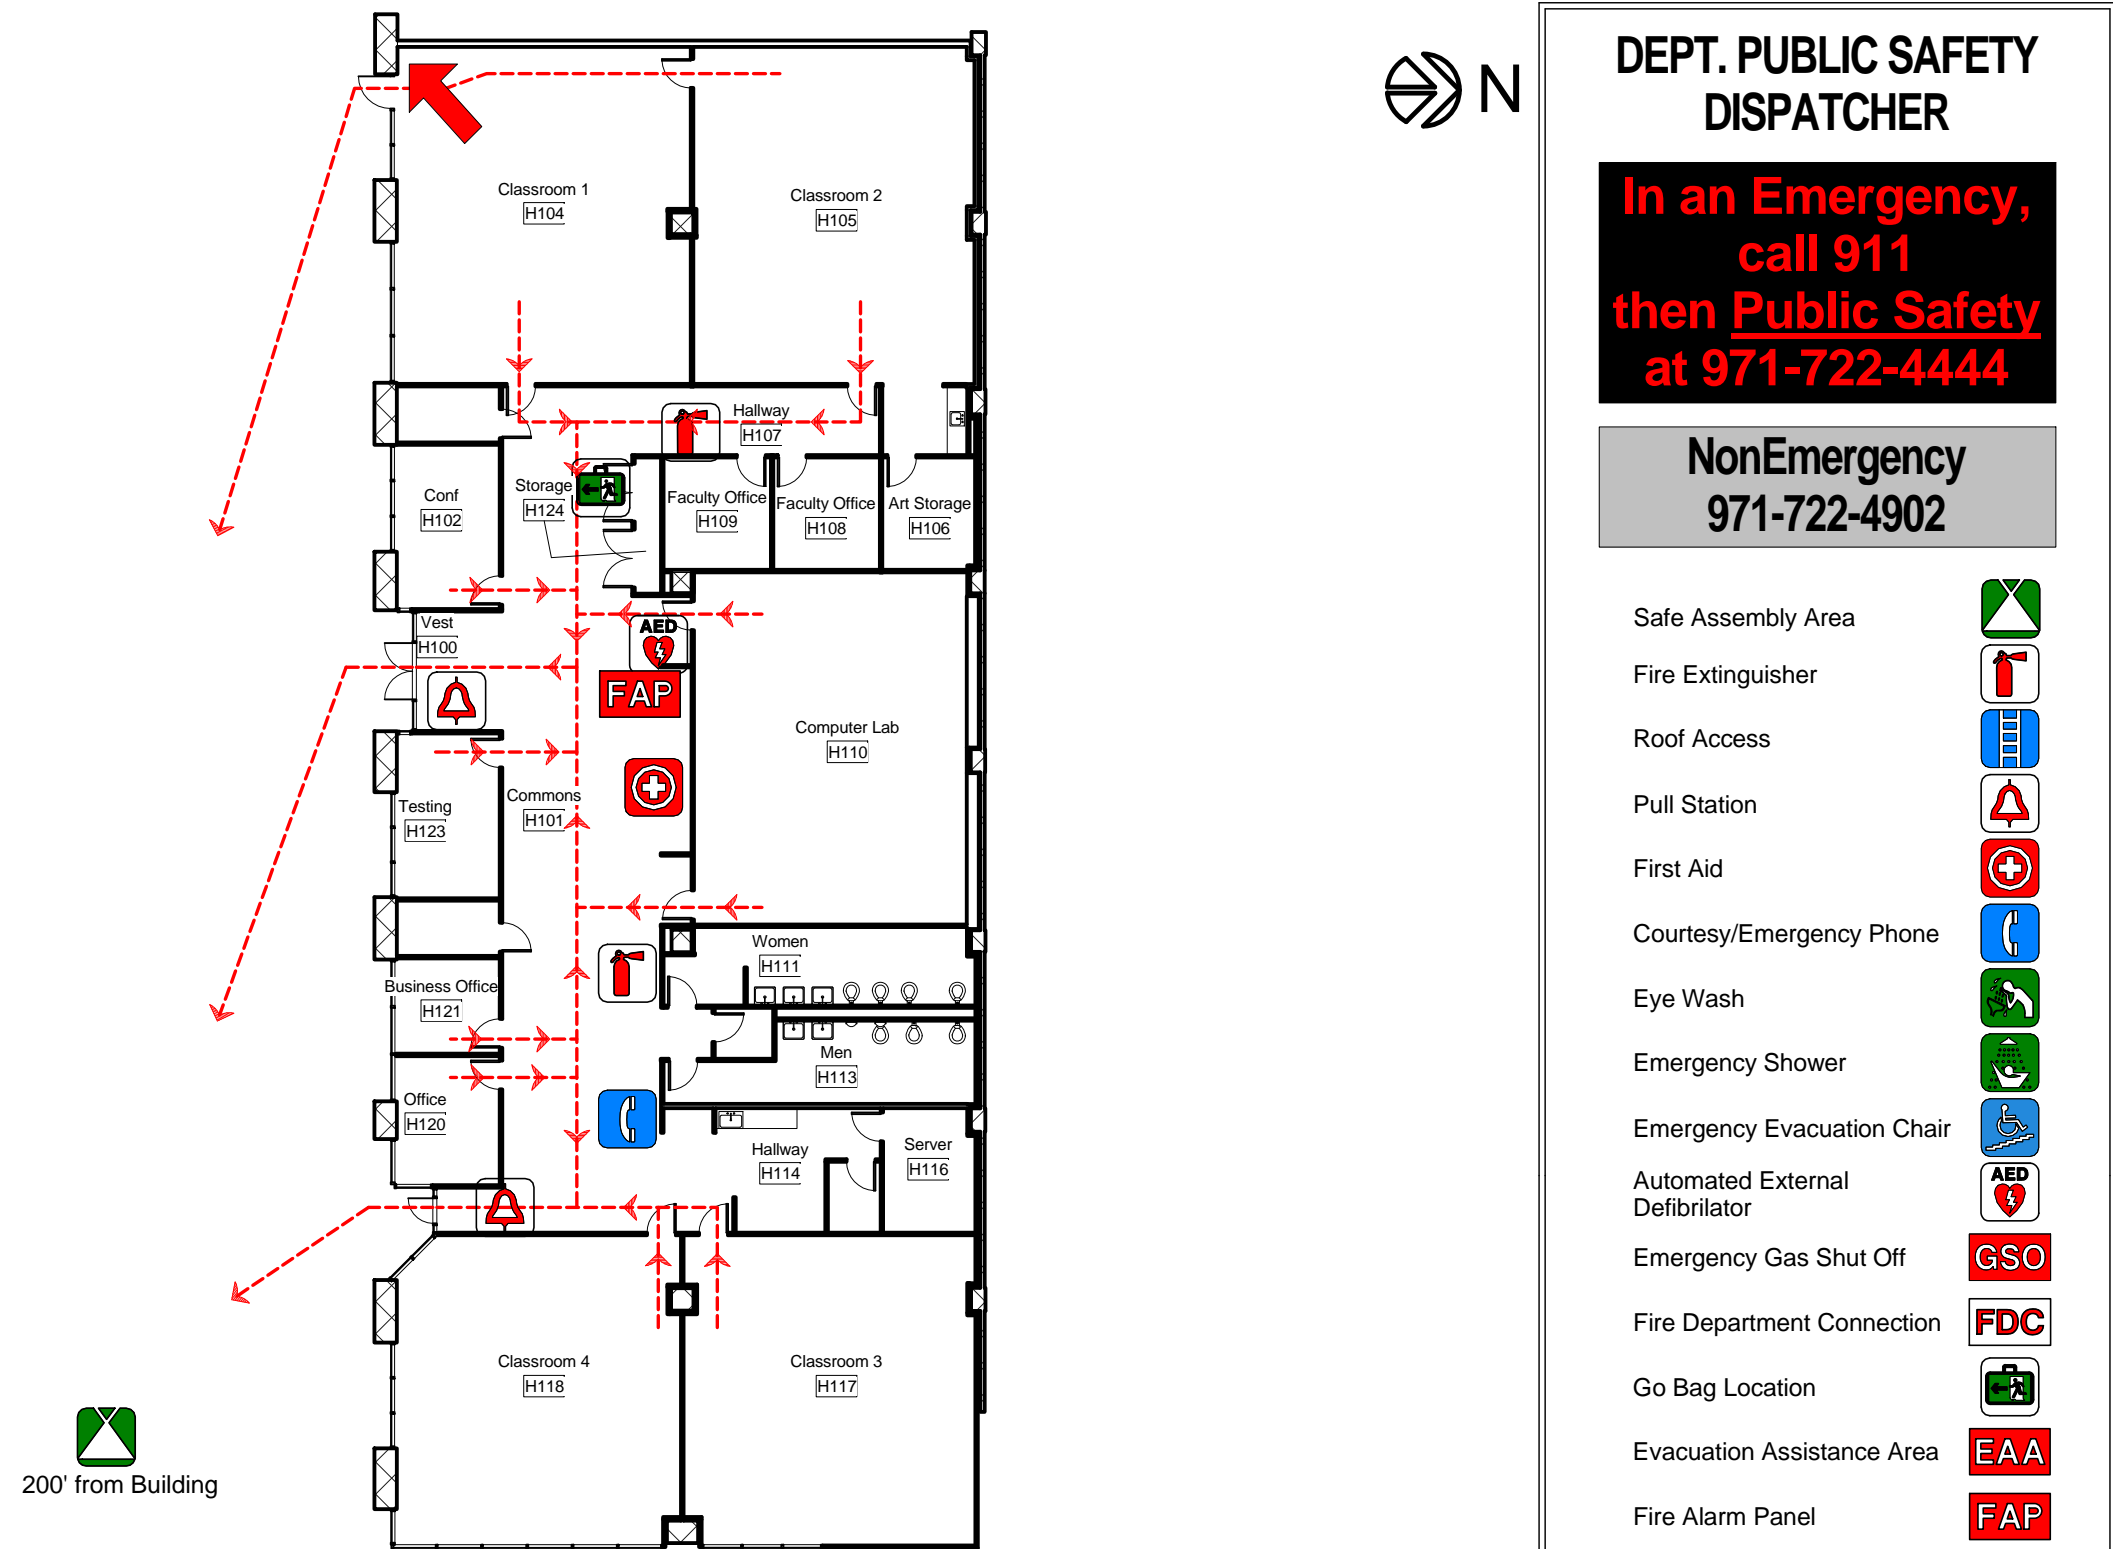 N
DEPT. PUBLIC SAFETY
DISPATCHER
In an Emergency,
call 911
then Public Safety
at 971-722-4444
NonEmergency
971-722-4902
Classroom 1
H104
Classroom 2
H105
Hallway
H107
Conf
H102
Storage
H124
Faculty Office
H109
Faculty Office
H108
Art Storage
H106
Vest
H100
AED
FAP
Computer Lab
H110
Commons
H101
Testing
H123
Women
H111
Business Office
H121
Men
H113
Office
H120
Hallway
H114
Server
H116
Classroom 4
H118
Classroom 3
H117
200' from Building
Safe Assembly Area
Fire Extinguisher
Roof Access
Pull Station
First Aid
Courtesy/Emergency Phone
Eye Wash
Emergency Shower
Emergency Evacuation Chair
Automated External
Defibrilator
AED
Emergency Gas Shut Off
GSO
Fire Department Connection
FDC
Go Bag Location
Evacuation Assistance Area
EAA
Fire Alarm Panel
FAP